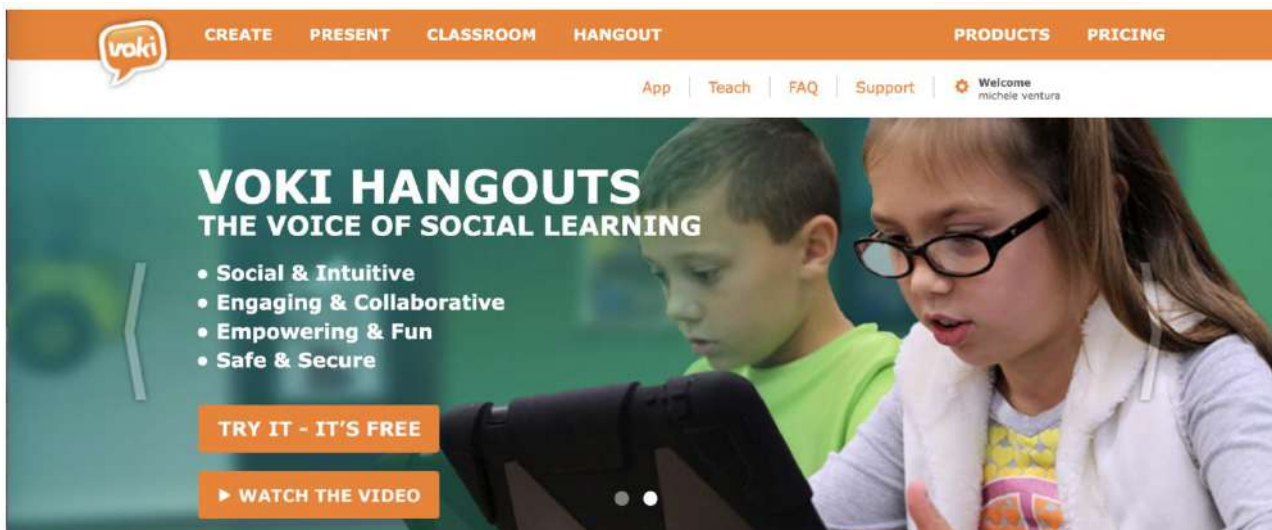 voki
CREATE PRESENT CLASSROOM HANGOUT PRODUCTS PRICING
App Teach FAQ Support Welcome
michele ventura
VOKI HANGOUTS
THE VOICE OF SOCIAL LEARNING
• Social & Intuitive
• Engaging & Collaborative
• Empowering & Fun
• Safe & Secure
TRY IT - IT'S FREE
WATCH THE VIDEO